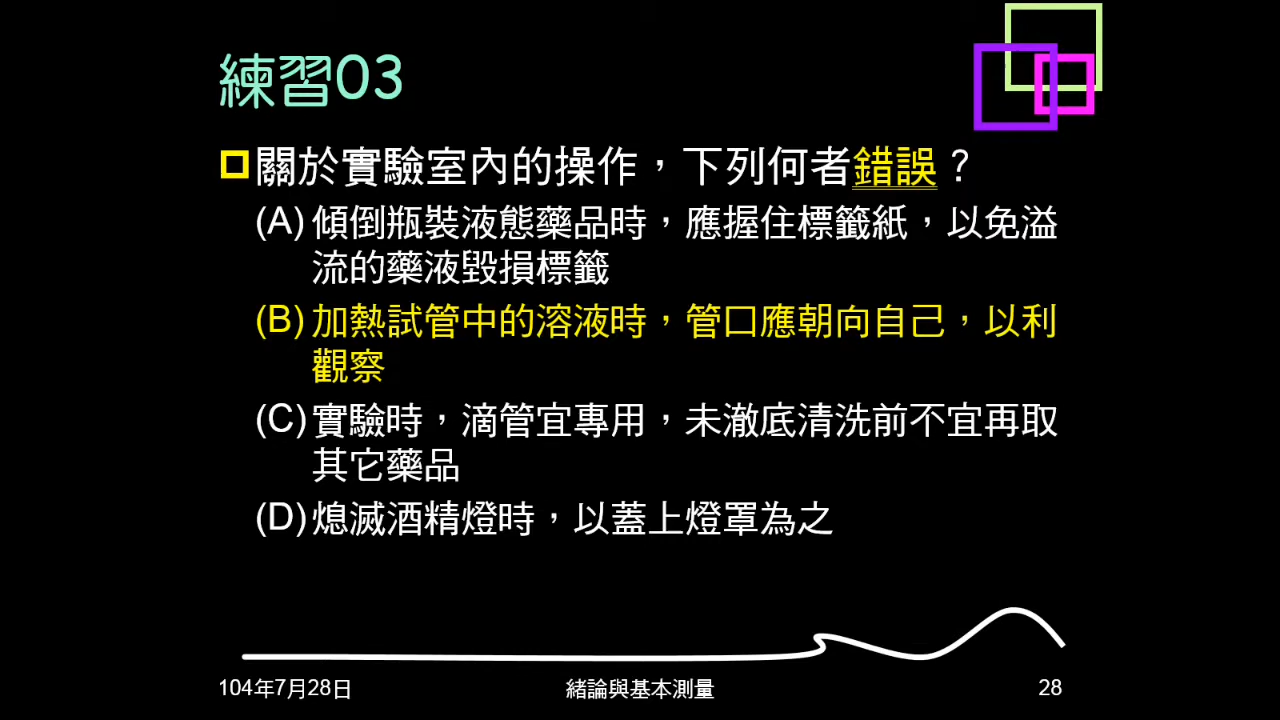 練習03
關於實驗室內的操作，下列何者錯誤？
(A) 傾倒瓶裝液態藥品時，應握住標籤紙，以免溢
流的藥液毀損標籤
(B) 加熱試管中的溶液時，管口應朝向自己，以利
觀察
(C) 實驗時，滴管宜專用，未澈底清洗前不宜再取
其它藥品
(D) 熄滅酒精燈時，以蓋上燈罩為之
104年7月28日
緒論與基本測量
28